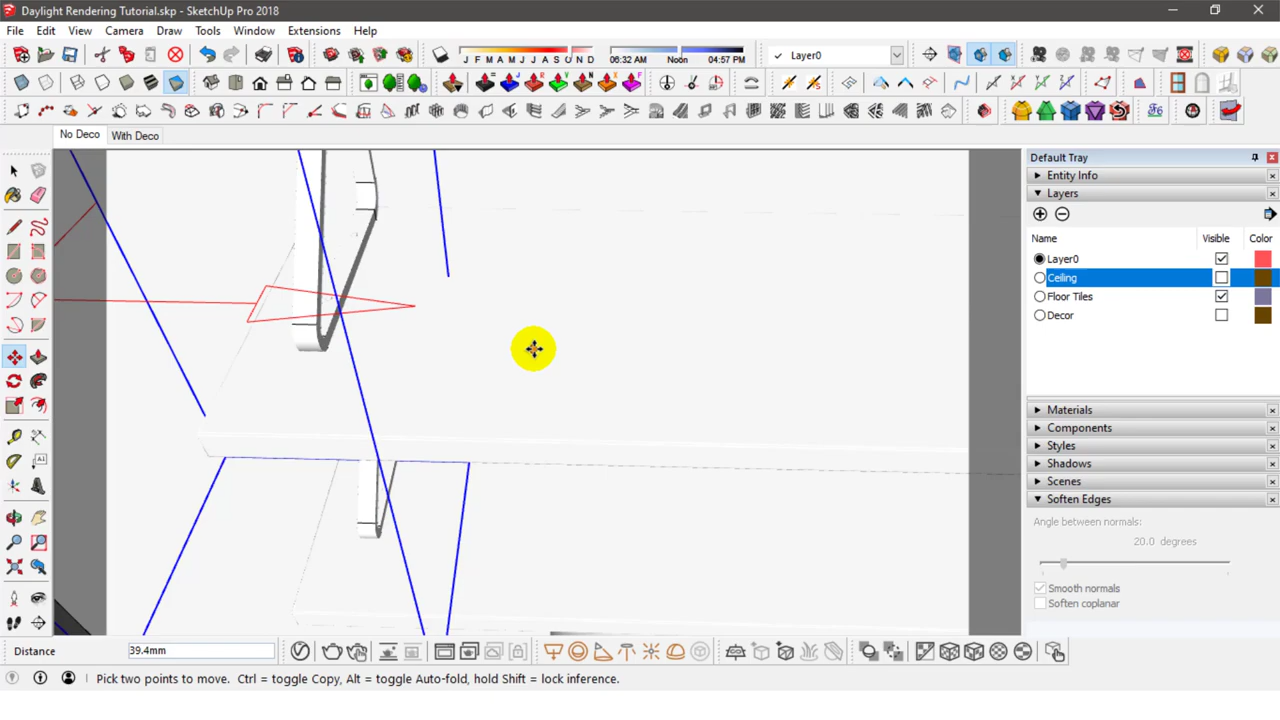 Daylight Rendering Tutorial.skp - SketchUp Pro 2018
File Edit View Camera Draw Tools Window Extensions Help
J F M A M J J A S O N D 06:32 AM Noon 04:57 PM Layer0
No Deco With Deco
Default Tray
Entity Info
Layers
Name Visible Color
Layer0
Ceiling
Floor Tiles
Decor
Materials
Components
Styles
Shadows
Scenes
Soften Edges
Angle between normals:
20.0 degrees
Smooth normals
Soften coplanar
Distance 39.4mm
Pick two points to move. Ctrl = toggle Copy, Alt = toggle Auto-fold, hold Shift = lock inference.